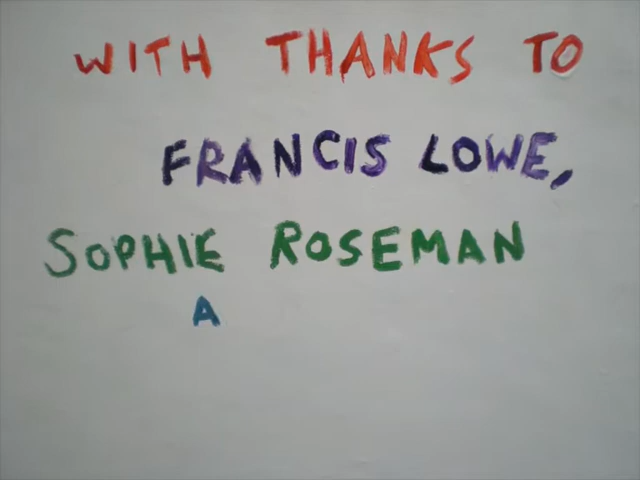 WITH THANKS TO
FRANCIS LOWE,
SOPHIE ROSEMAN
A